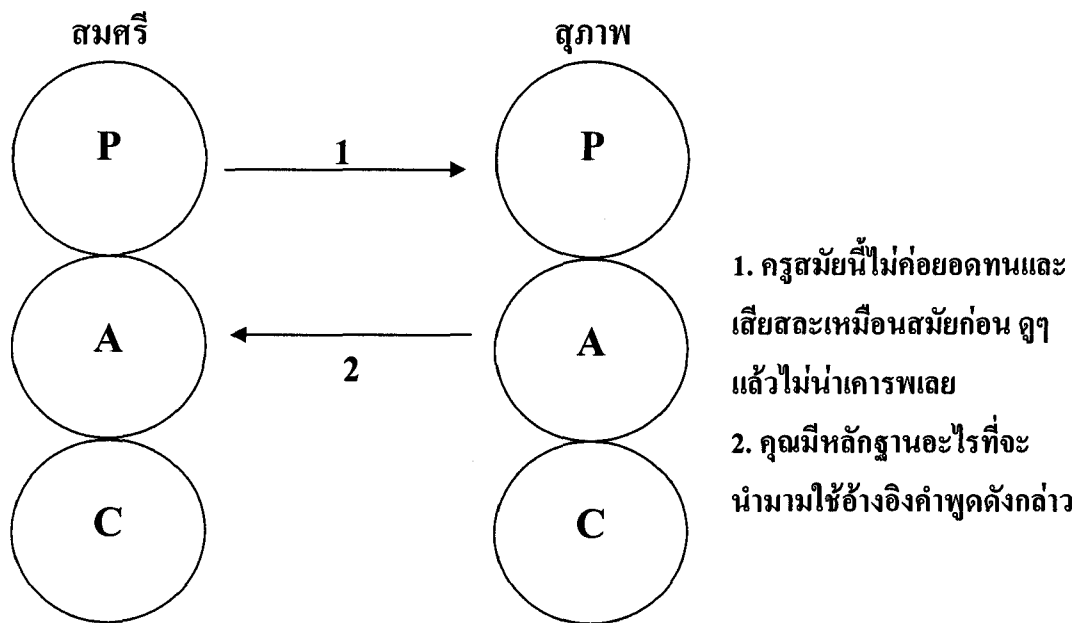 สมศรี สุภาพ
P P
1
1. ครูสมัยนี้ไม่ค่อยอดทนและ
เสียสละเหมือนสมัยก่อน ดูๆ
A A
2
แล้วไม่น่าเคารพเลย
2. คุณมีหลักฐานอะไรที่จะ
นำมามใช้อ้างอิงคำพูดดังกล่าว
C C